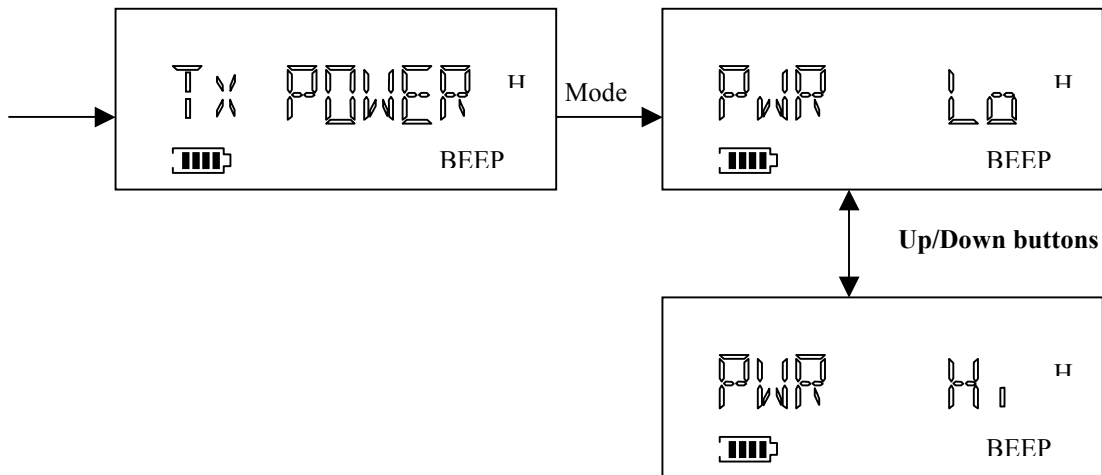 Tx POWER H
BEEP
Mode
PwR Lo H
BEEP
Up/Down buttons
PWR Hi H
BEEP